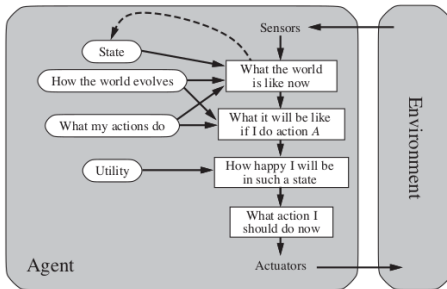 Sensors
State
What the world
is like now
How the world evolves
What it will be like
if I do action A
What my actions do
Utility
How happy I will be
in such a state
What action I
should do now
Agent
Actuators
Environment